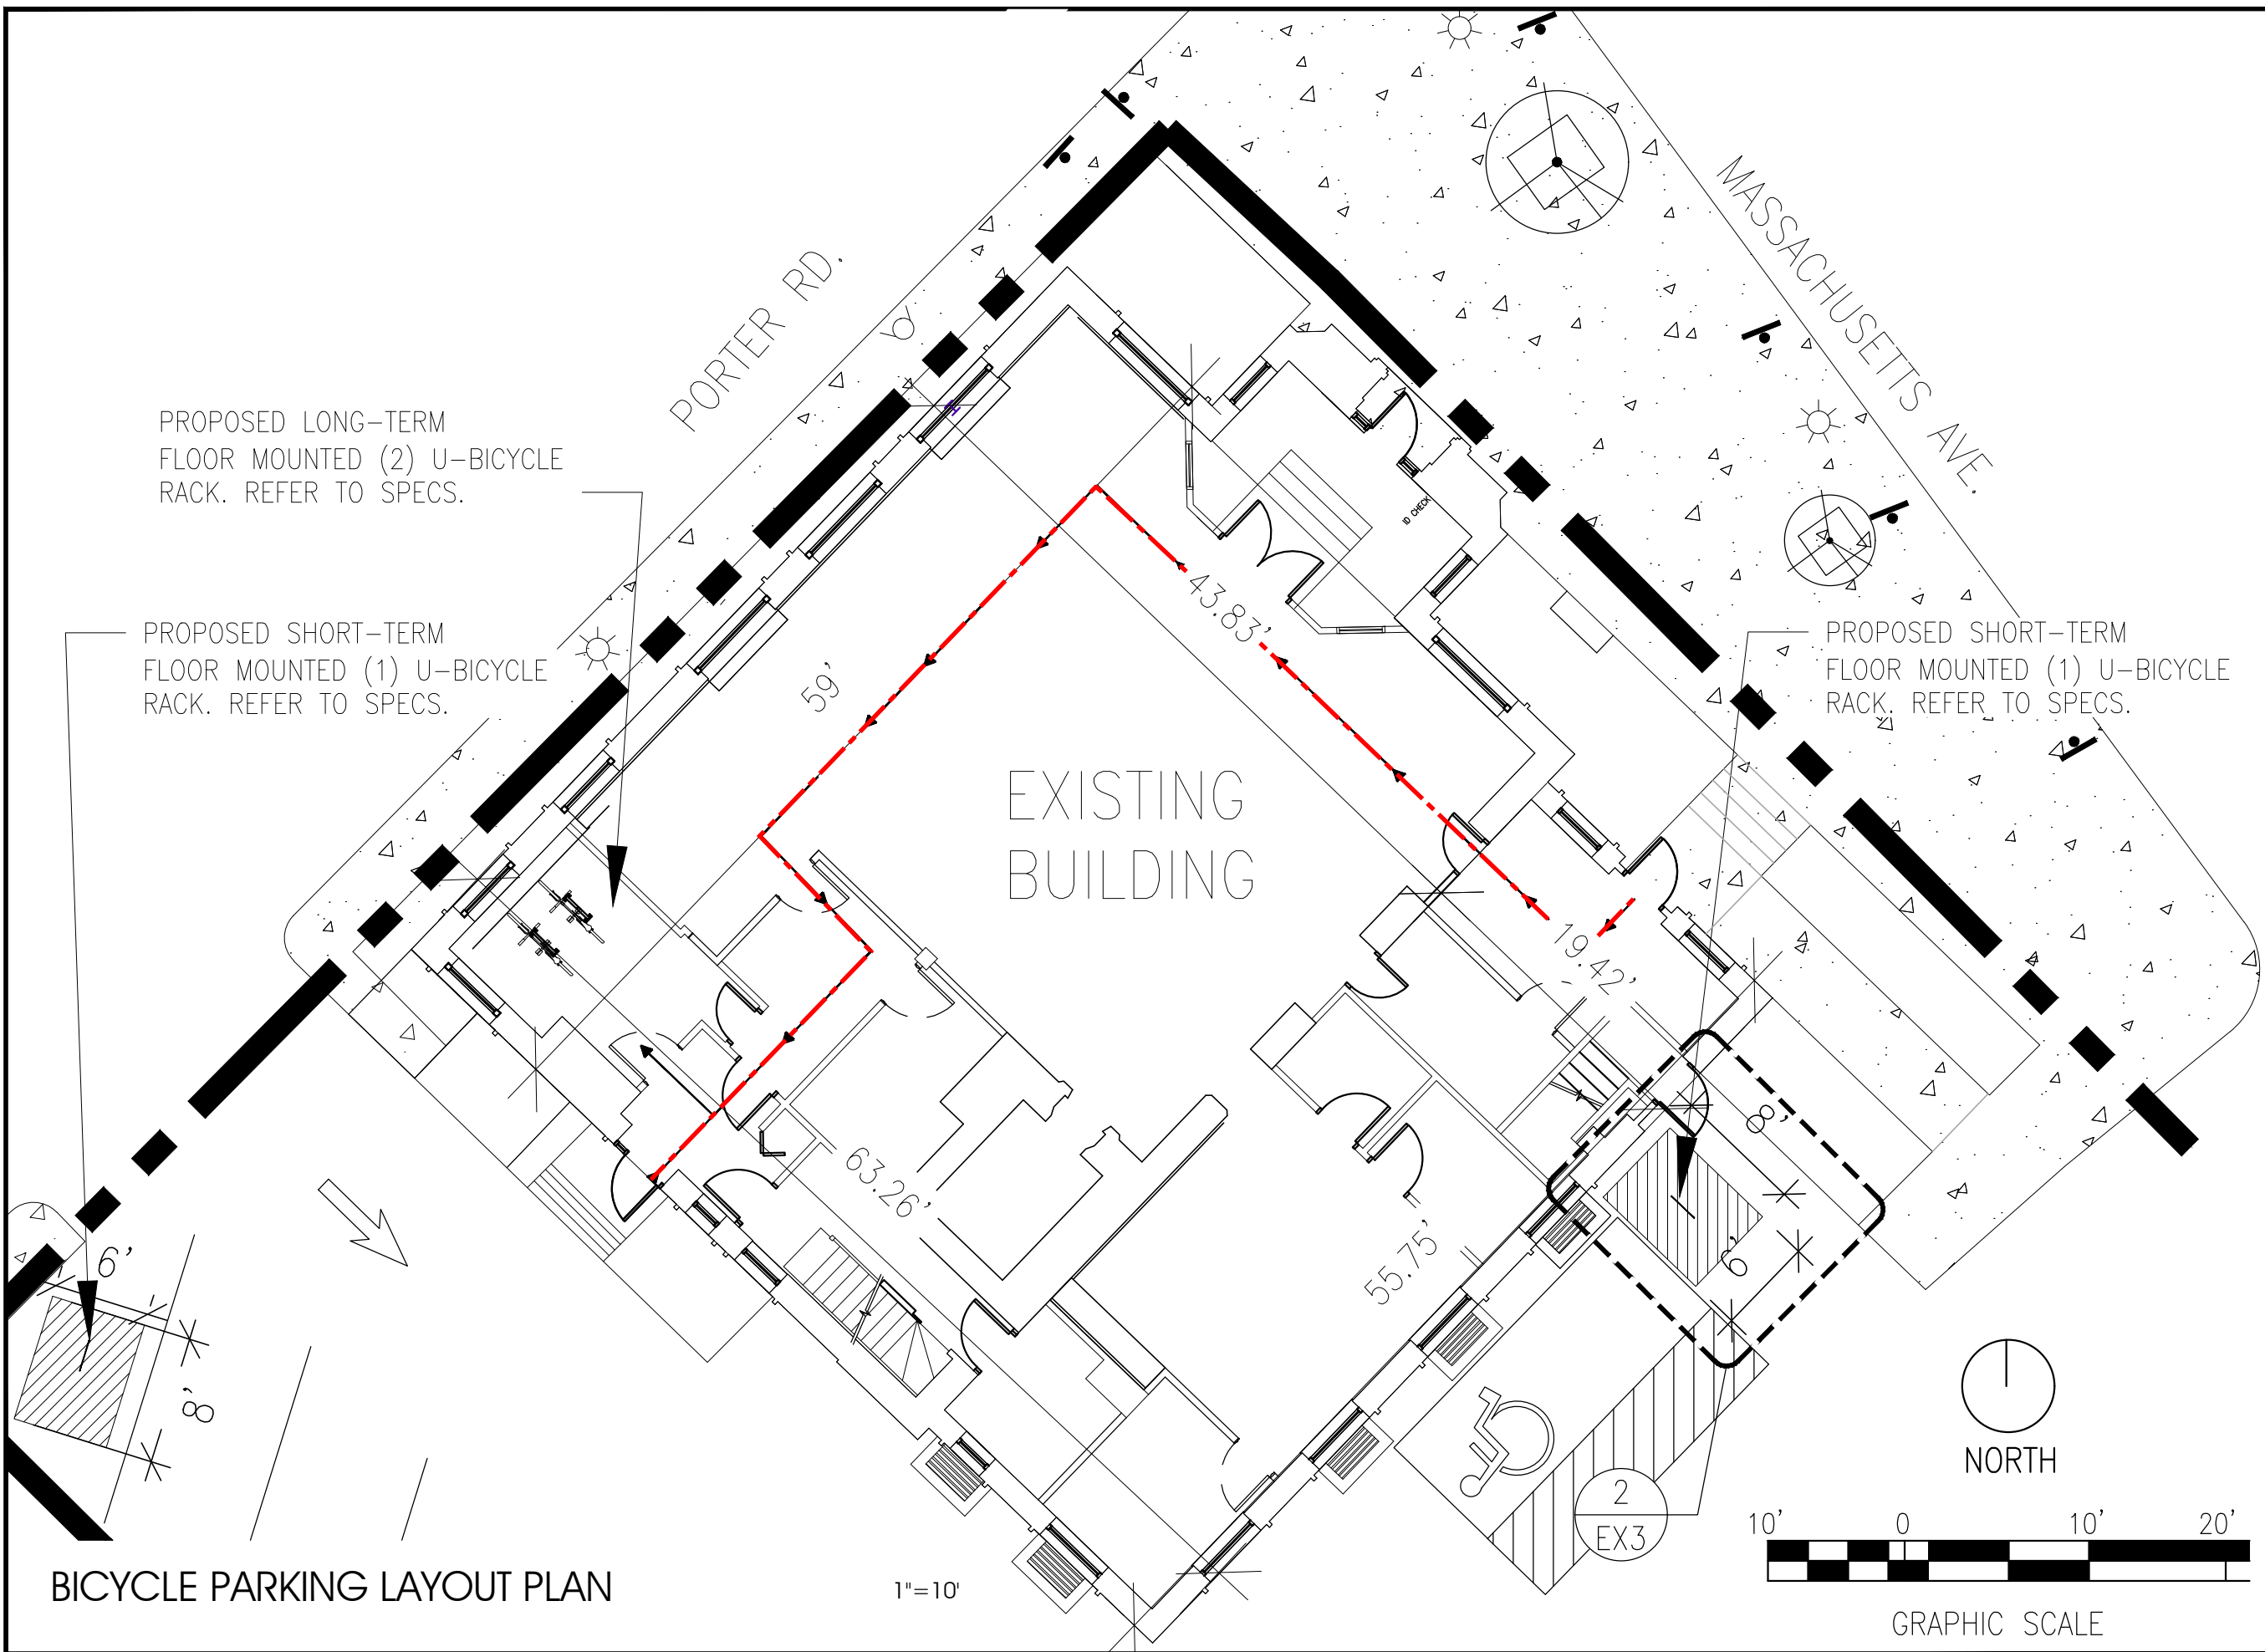 PORTER RD.
MASSACHUSETTS AVE.
PROPOSED LONG-TERM
FLOOR MOUNTED (2) U-BICYCLE
RACK. REFER TO SPECS.
PROPOSED SHORT-TERM
FLOOR MOUNTED (1) U-BICYCLE
RACK. REFER TO SPECS.
PROPOSED SHORT-TERM
FLOOR MOUNTED (1) U-BICYCLE
RACK. REFER TO SPECS.
ID CHECK
43.83'
59'
EXISTING
BUILDING
19.42'
63.26'
55.75'
8'
6'
6'
8'
2
EX3
NORTH
10'
0
10'
20'
GRAPHIC SCALE
BICYCLE PARKING LAYOUT PLAN
1"=10'